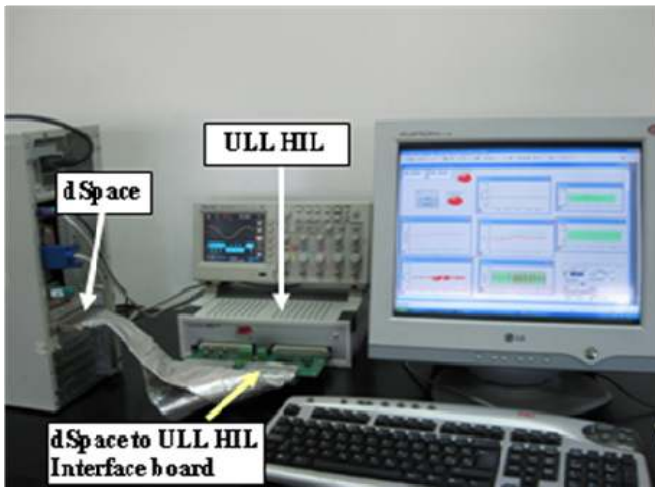 ULL HIL
dSpace
LG
dSpace to ULL HIL
Interface board